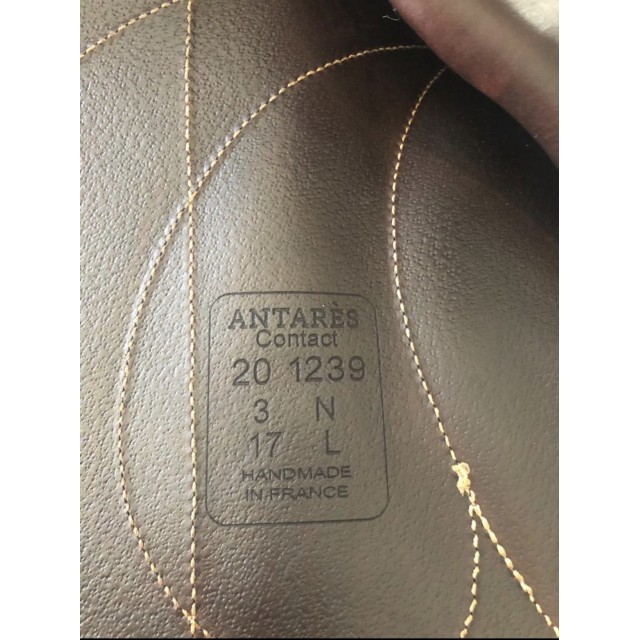 ANTARÈS
Contact
20 1239
3 N
17 L
HANDMADE
IN FRANCE